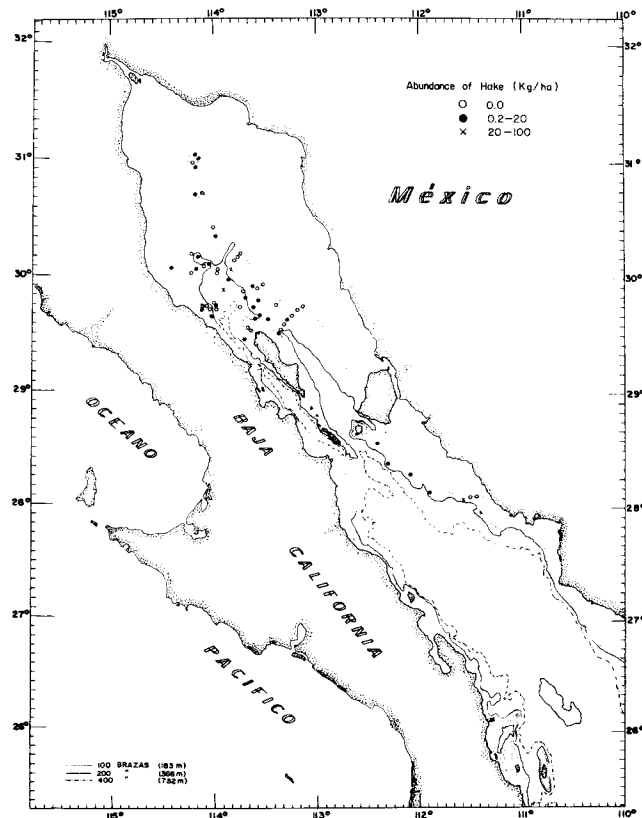 115° 114° 113° 112° 111° 110°
32° 32°
Abundance of Hake (Kg/ha)
○ 0.0
● 0.2-20
× 20-100
31° 31°
México
30° 30°
29° 29°
OCEANO
BAJA
28° 28°
CALIFORNIA
27° 27°
PACIFICO
26° 26°
100 BRAZAS (183 m)
200 " (366 m)
400 " (732 m)
115° 114° 113° 112° 111° 110°